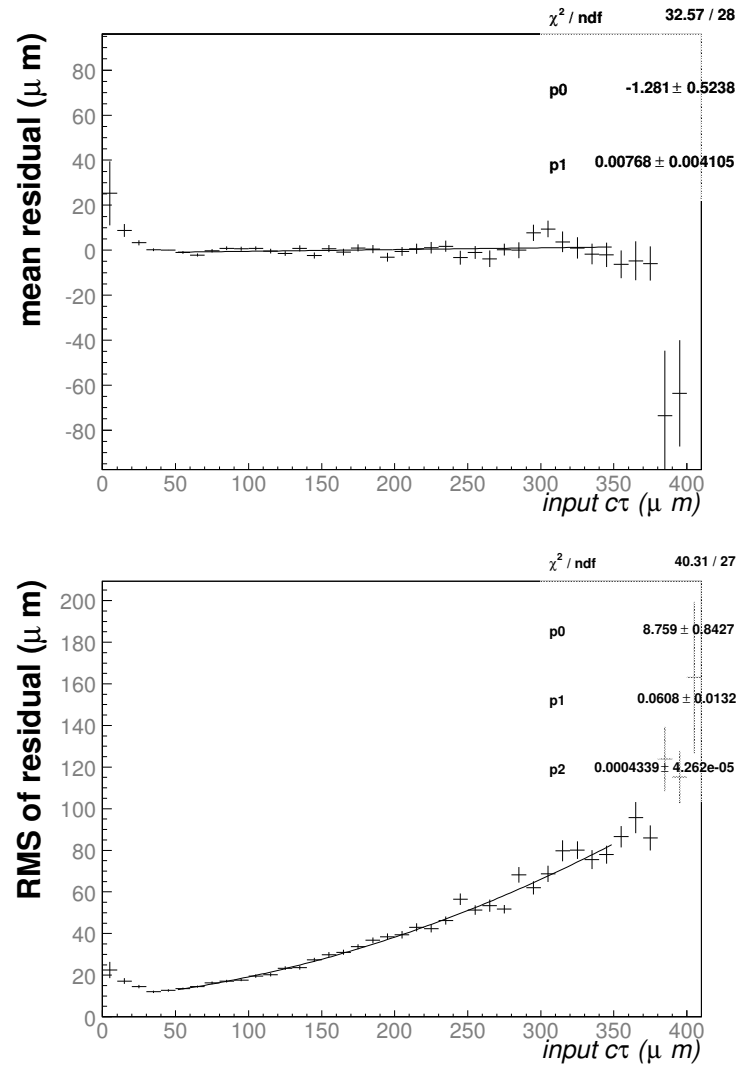 χ² / ndf 32.57 / 28
p0 -1.281 ± 0.5238
p1 0.00768 ± 0.004105
mean residual (μ m)
80
60
40
20
0
-20
-40
-60
-80
0 50 100 150 200 250 300 350 400
input cτ (μ m)
χ² / ndf 40.31 / 27
p0 8.759 ± 0.8427
p1 0.0608 ± 0.0132
p2 0.0004339 ± 4.262e-05
RMS of residual (μ m)
200
180
160
140
120
100
80
60
40
20
0
0 50 100 150 200 250 300 350 400
input cτ (μ m)